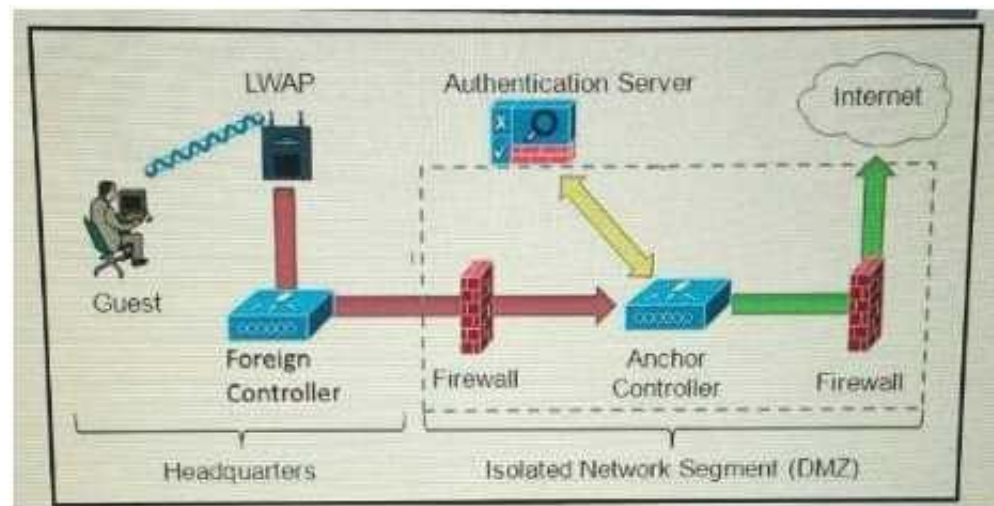 LWAP
Authentication Server
Internet
Guest
Foreign
Controller
Firewall
Anchor
Controller
Firewall
Headquarters
Isolated Network Segment (DMZ)